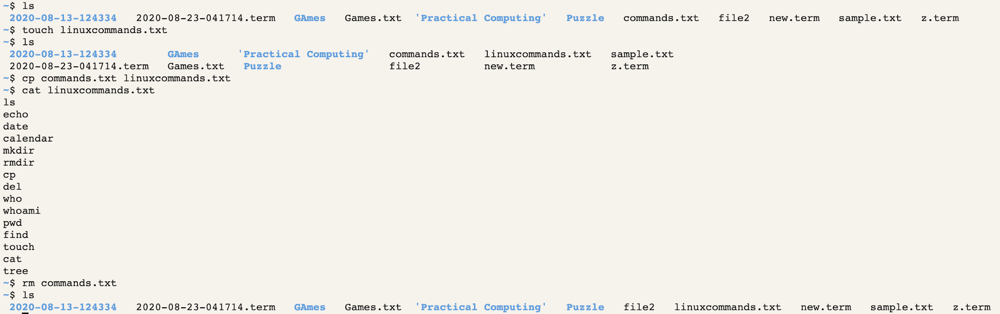 ~$ ls
2020-08-13-124334   2020-08-23-041714.term   GAmes   Games.txt  'Practical Computing'   Puzzle   commands.txt   file2   new.term   sample.txt   z.term
~$ touch linuxcommands.txt
~$ ls
2020-08-13-124334        GAmes      'Practical Computing'   commands.txt   linuxcommands.txt   sample.txt
2020-08-23-041714.term   Games.txt   Puzzle                 file2          new.term            z.term
~$ cp commands.txt linuxcommands.txt
~$ cat linuxcommands.txt
ls
echo
date
calendar
mkdir
rmdir
cp
del
who
whoami
pwd
find
touch
cat
tree
~$ rm commands.txt
~$ ls
2020-08-13-124334   2020-08-23-041714.term   GAmes   Games.txt  'Practical Computing'   Puzzle   file2   linuxcommands.txt   new.term   sample.txt   z.term